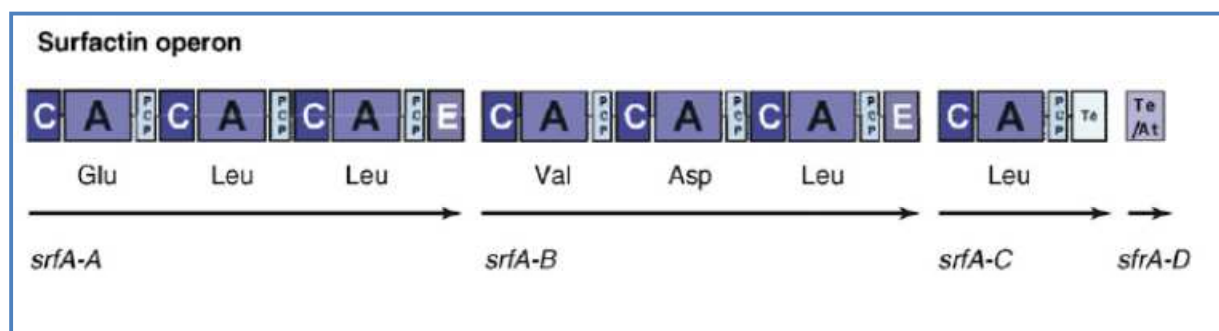 Surfactin operon
C A PCP C A PCP C A PCP E C A PCP C A PCP C A PCP E C A PCP Te Te /At
Glu Leu Leu Val Asp Leu Leu
srfA-A srfA-B srfA-C sfrA-D